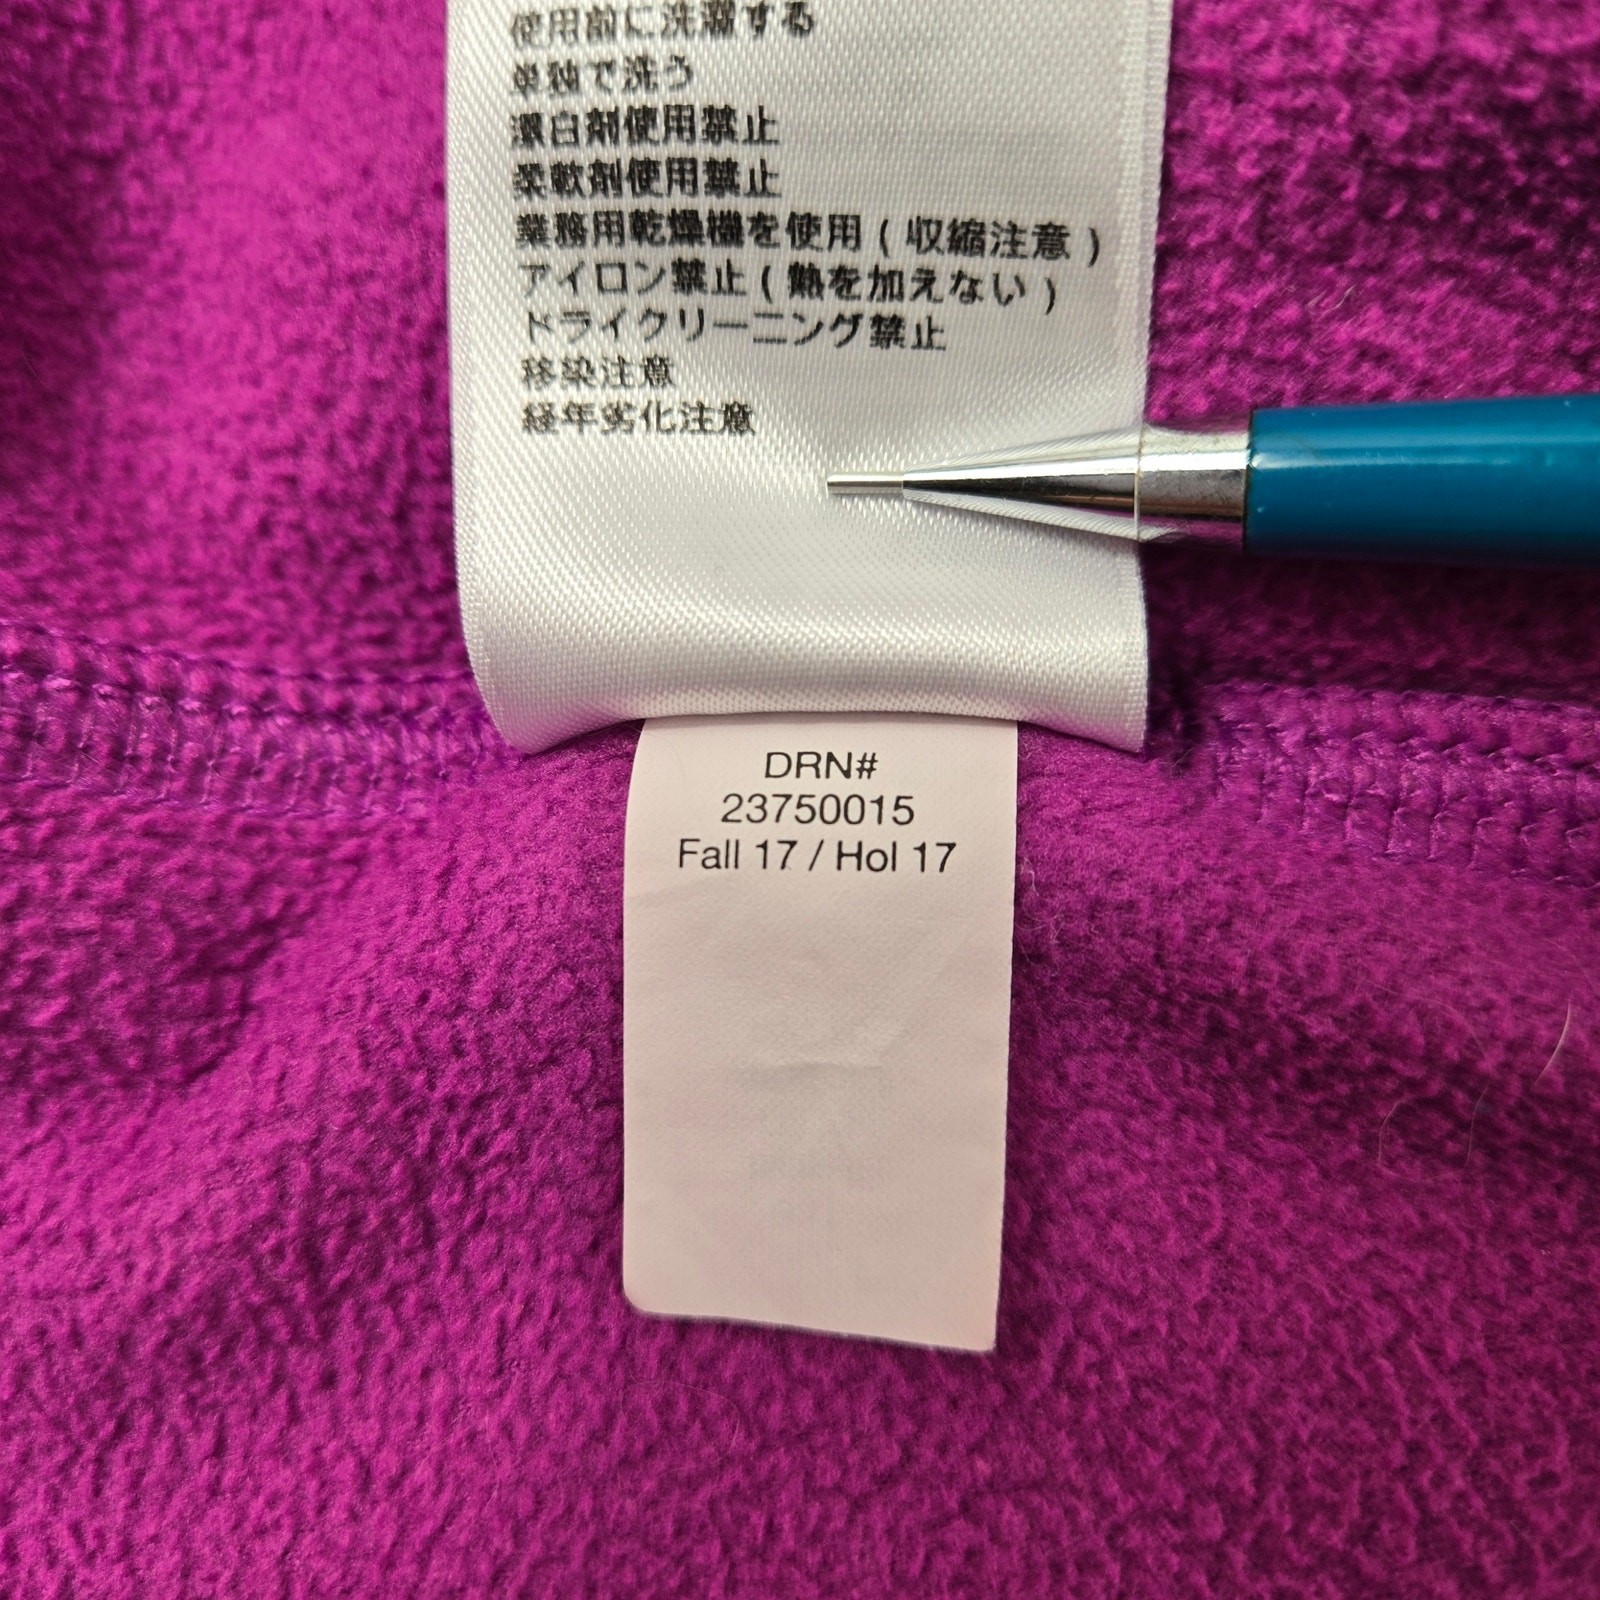 使用前に洗濯する
単独で洗う
漂白剤使用禁止
柔軟剤使用禁止
業務用乾燥機を使用 ( 収縮注意 )
アイロン禁止 ( 熱を加えない )
ドライクリーニング禁止
移染注意
経年劣化注意
DRN#
23750015
Fall 17 / Hol 17